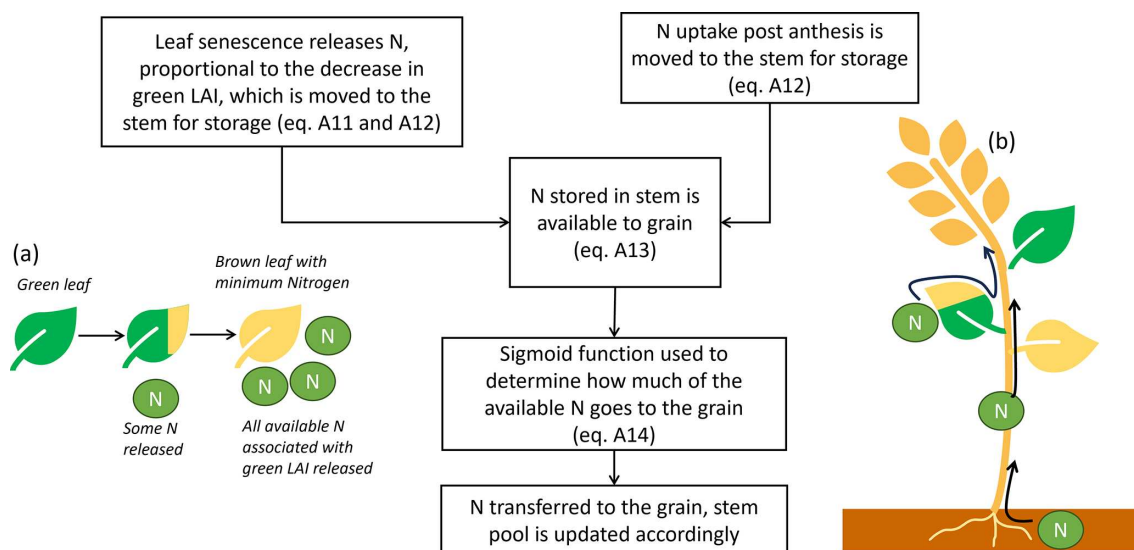 Leaf senescence releases N,
proportional to the decrease in
green LAI, which is moved to the
stem for storage (eq. A11 and A12)
N uptake post anthesis is
moved to the stem for storage
(eq. A12)
N stored in stem is
available to grain
(eq. A13)
Sigmoid function used to
determine how much of the
available N goes to the grain
(eq. A14)
N transferred to the grain, stem
pool is updated accordingly
(a)
Green leaf
Brown leaf with
minimum Nitrogen
N
N
N
N
Some N
released
All available N
associated with
green LAI released
(b)
N
N
N